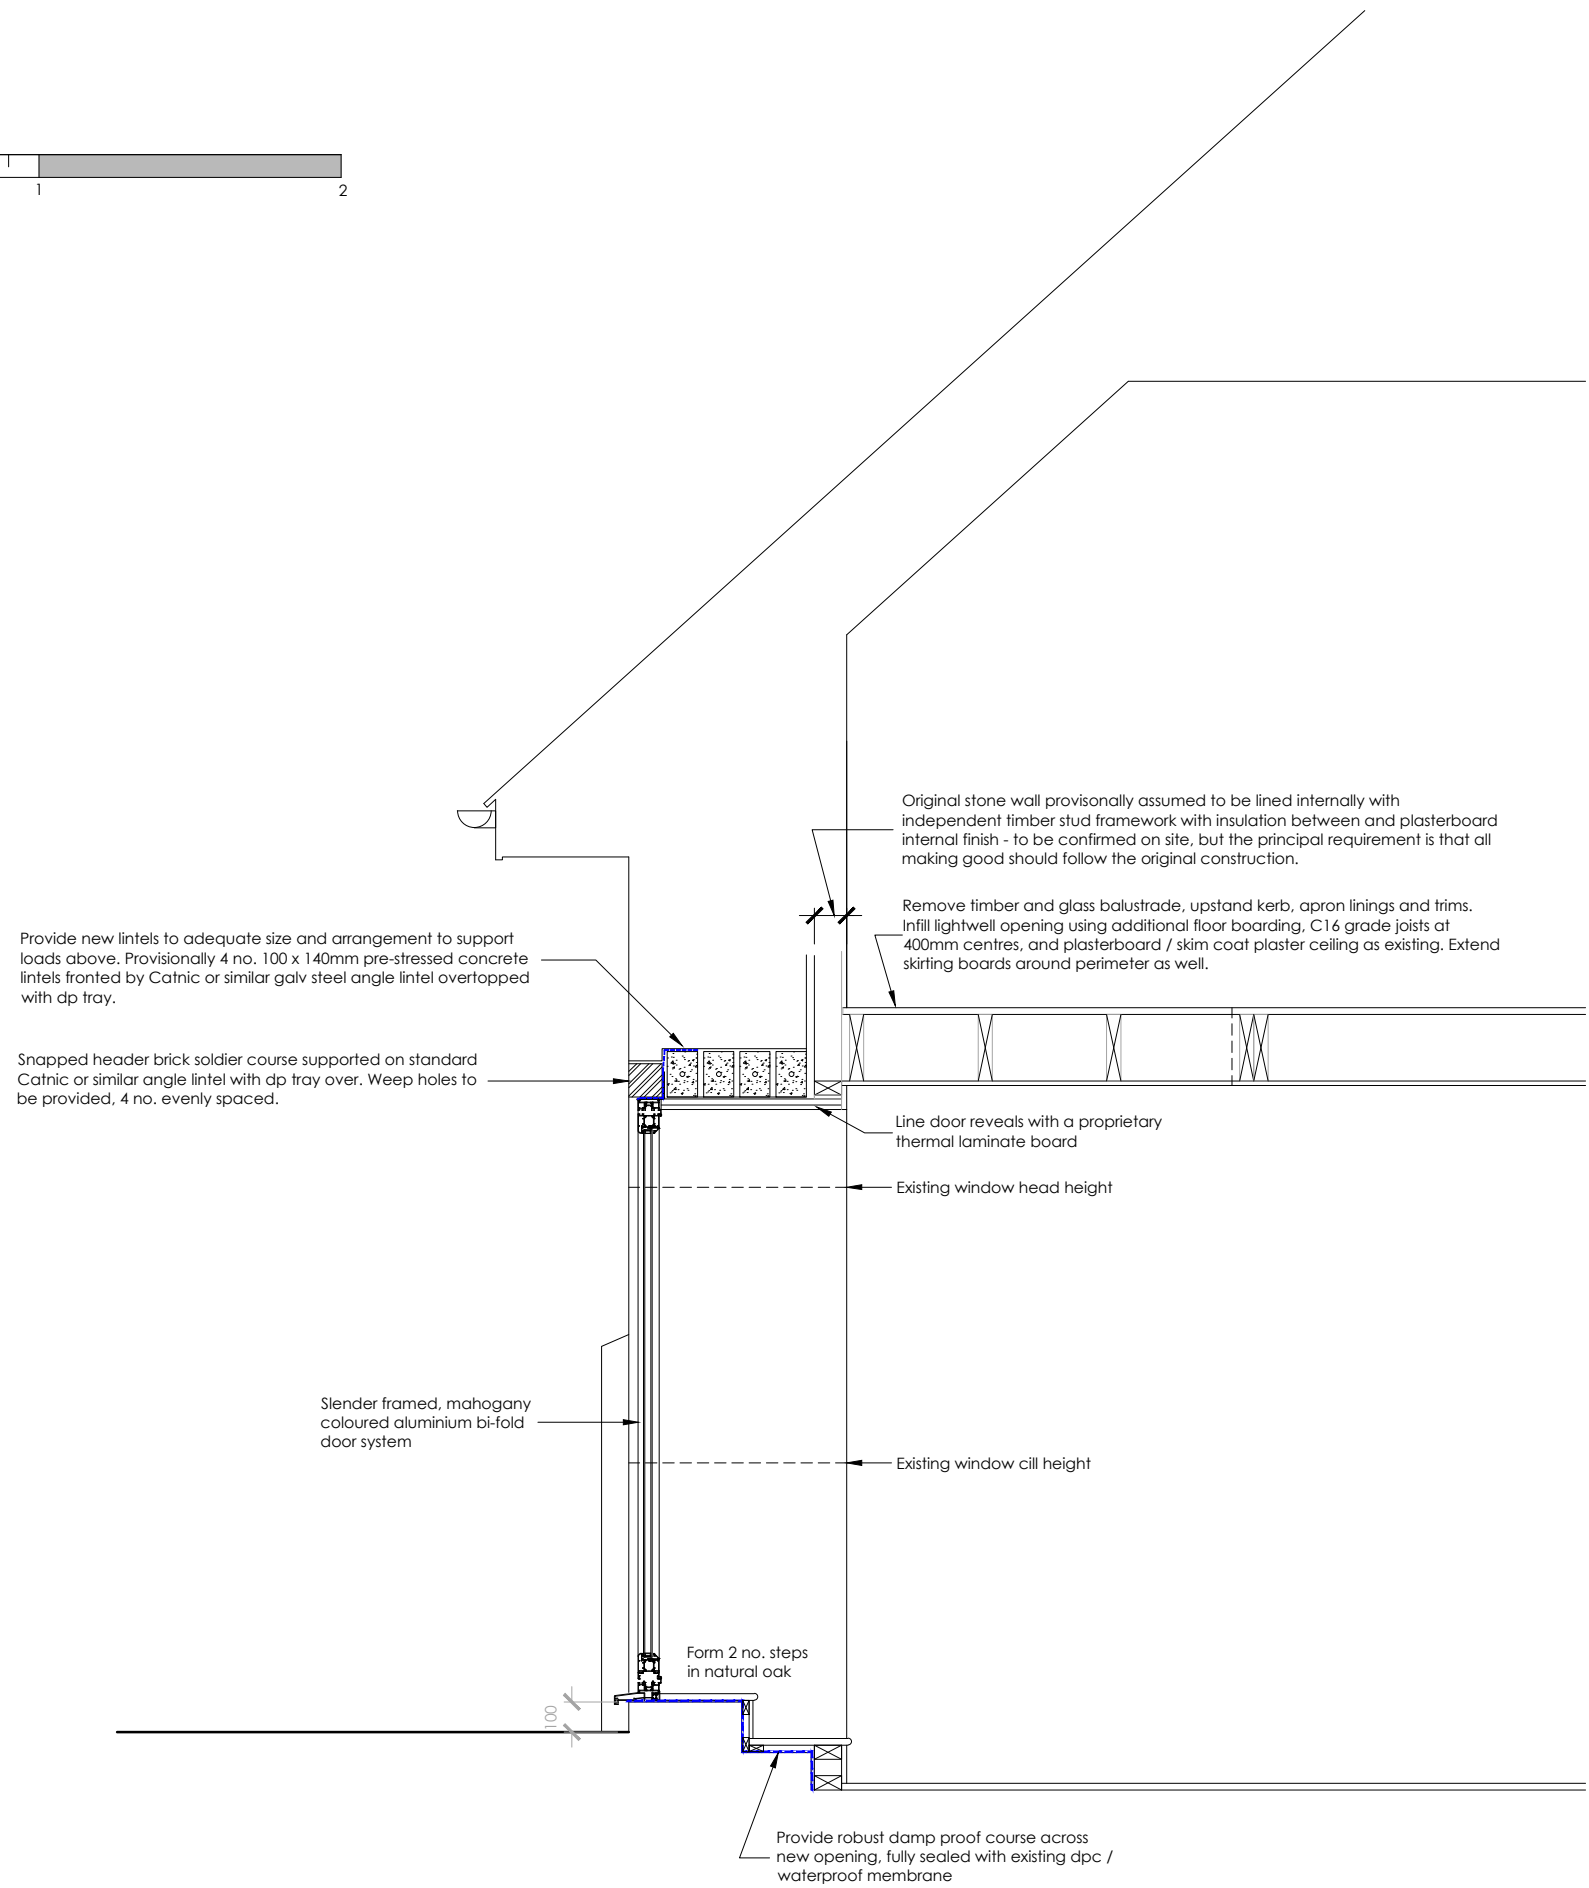 1
2
Original stone wall provisonally assumed to be lined internally with
independent timber stud framework with insulation between and plasterboard
internal finish - to be confirmed on site, but the principal requirement is that all
making good should follow the original construction.
Remove timber and glass balustrade, upstand kerb, apron linings and trims.
Infill lightwell opening using additional floor boarding, C16 grade joists at
400mm centres, and plasterboard / skim coat plaster ceiling as existing. Extend
skirting boards around perimeter as well.
Provide new lintels to adequate size and arrangement to support
loads above. Provisionally 4 no. 100 x 140mm pre-stressed concrete
lintels fronted by Catnic or similar galv steel angle lintel overtopped
with dp tray.
Snapped header brick soldier course supported on standard
Catnic or similar angle lintel with dp tray over. Weep holes to
be provided, 4 no. evenly spaced.
Line door reveals with a proprietary
thermal laminate board
Existing window head height
Slender framed, mahogany
coloured aluminium bi-fold
door system
Existing window cill height
Form 2 no. steps
in natural oak
100
Provide robust damp proof course across
new opening, fully sealed with existing dpc /
waterproof membrane